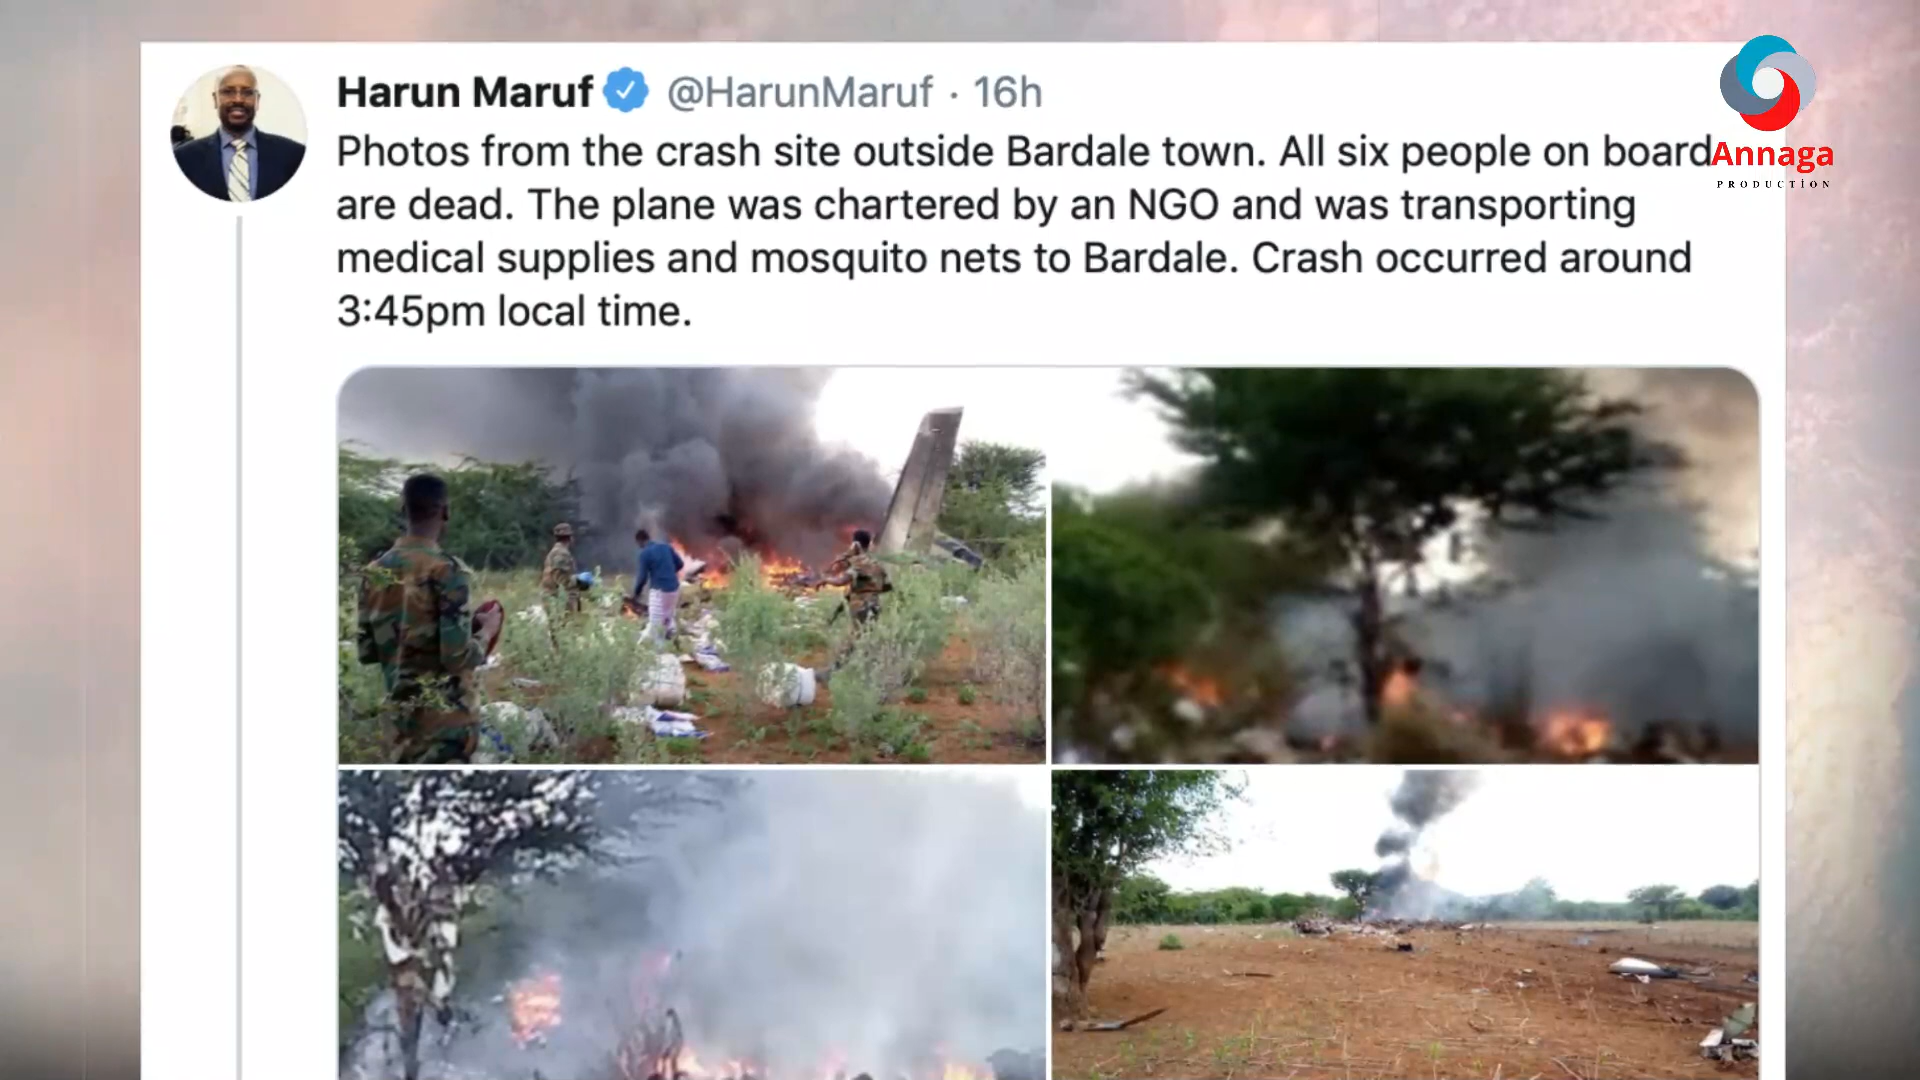 Harun Maruf @HarunMaruf · 16h
Photos from the crash site outside Bardale town. All six people on board
are dead. The plane was chartered by an NGO and was transporting
medical supplies and mosquito nets to Bardale. Crash occurred around
3:45pm local time.
Annaga
PRODUCTİON